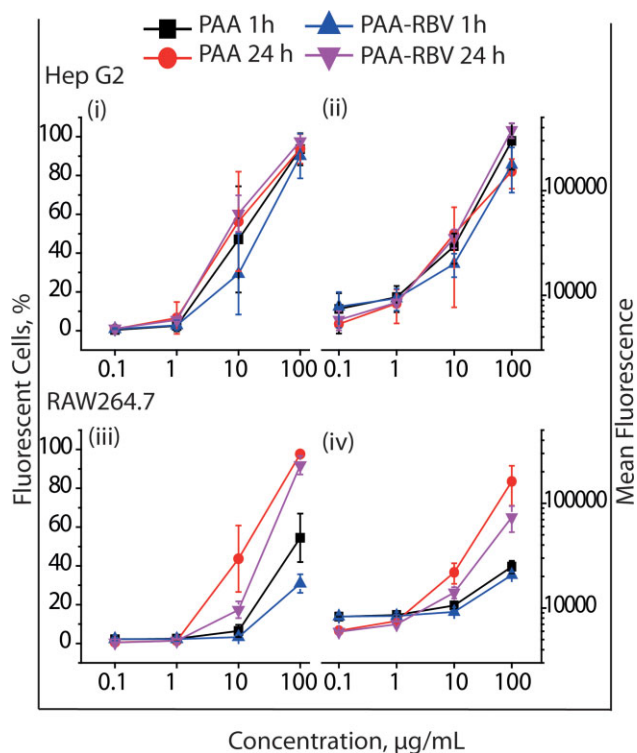 PAA 1h PAA-RBV 1h
PAA 24 h PAA-RBV 24 h
Hep G2
(i) (ii)
100
80
60
40
20
0
100000
10000
0.1 1 10 100 0.1 1 10 100
RAW264.7
(iii) (iv)
100
80
60
40
20
0
100000
10000
0.1 1 10 100 0.1 1 10 100
Fluorescent Cells, %
Mean Fluorescence
Concentration, µg/mL